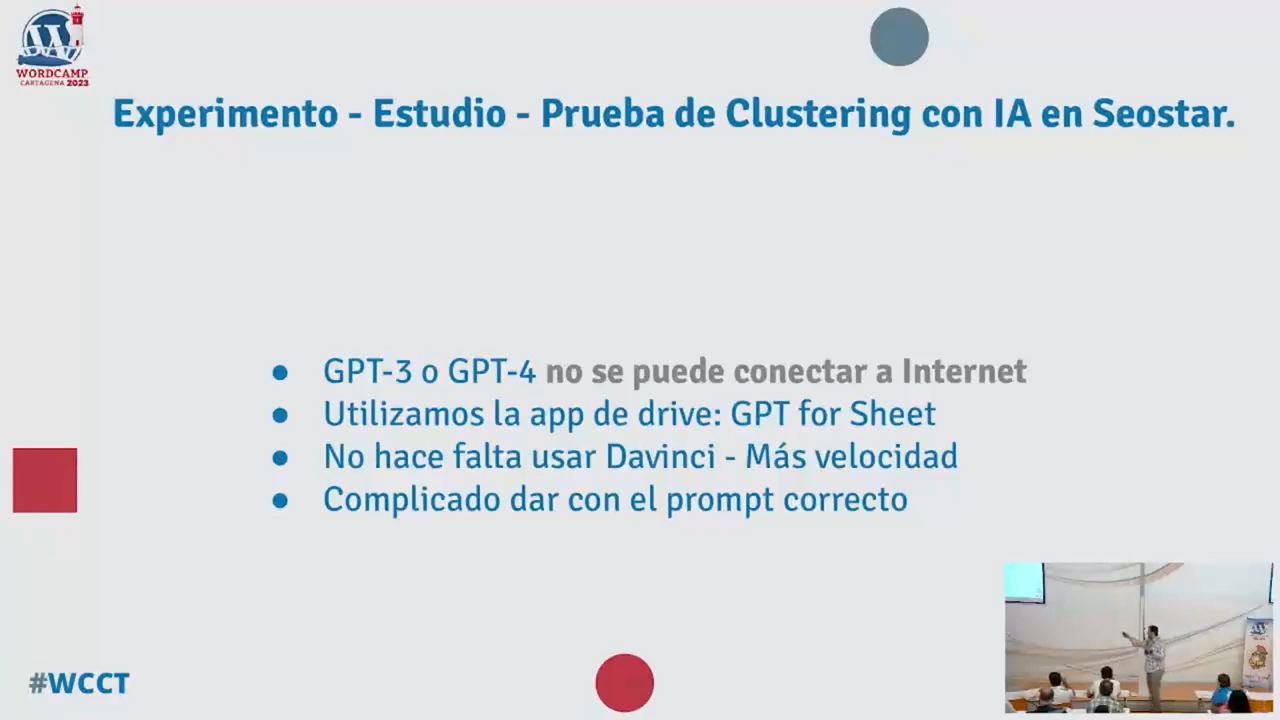 WORDCAMP
CARTAGENA 2023
Experimento - Estudio - Prueba de Clustering con IA en Seostar.
● GPT-3 o GPT-4 no se puede conectar a Internet
● Utilizamos la app de drive: GPT for Sheet
● No hace falta usar Davinci - Más velocidad
● Complicado dar con el prompt correcto
#WCCT